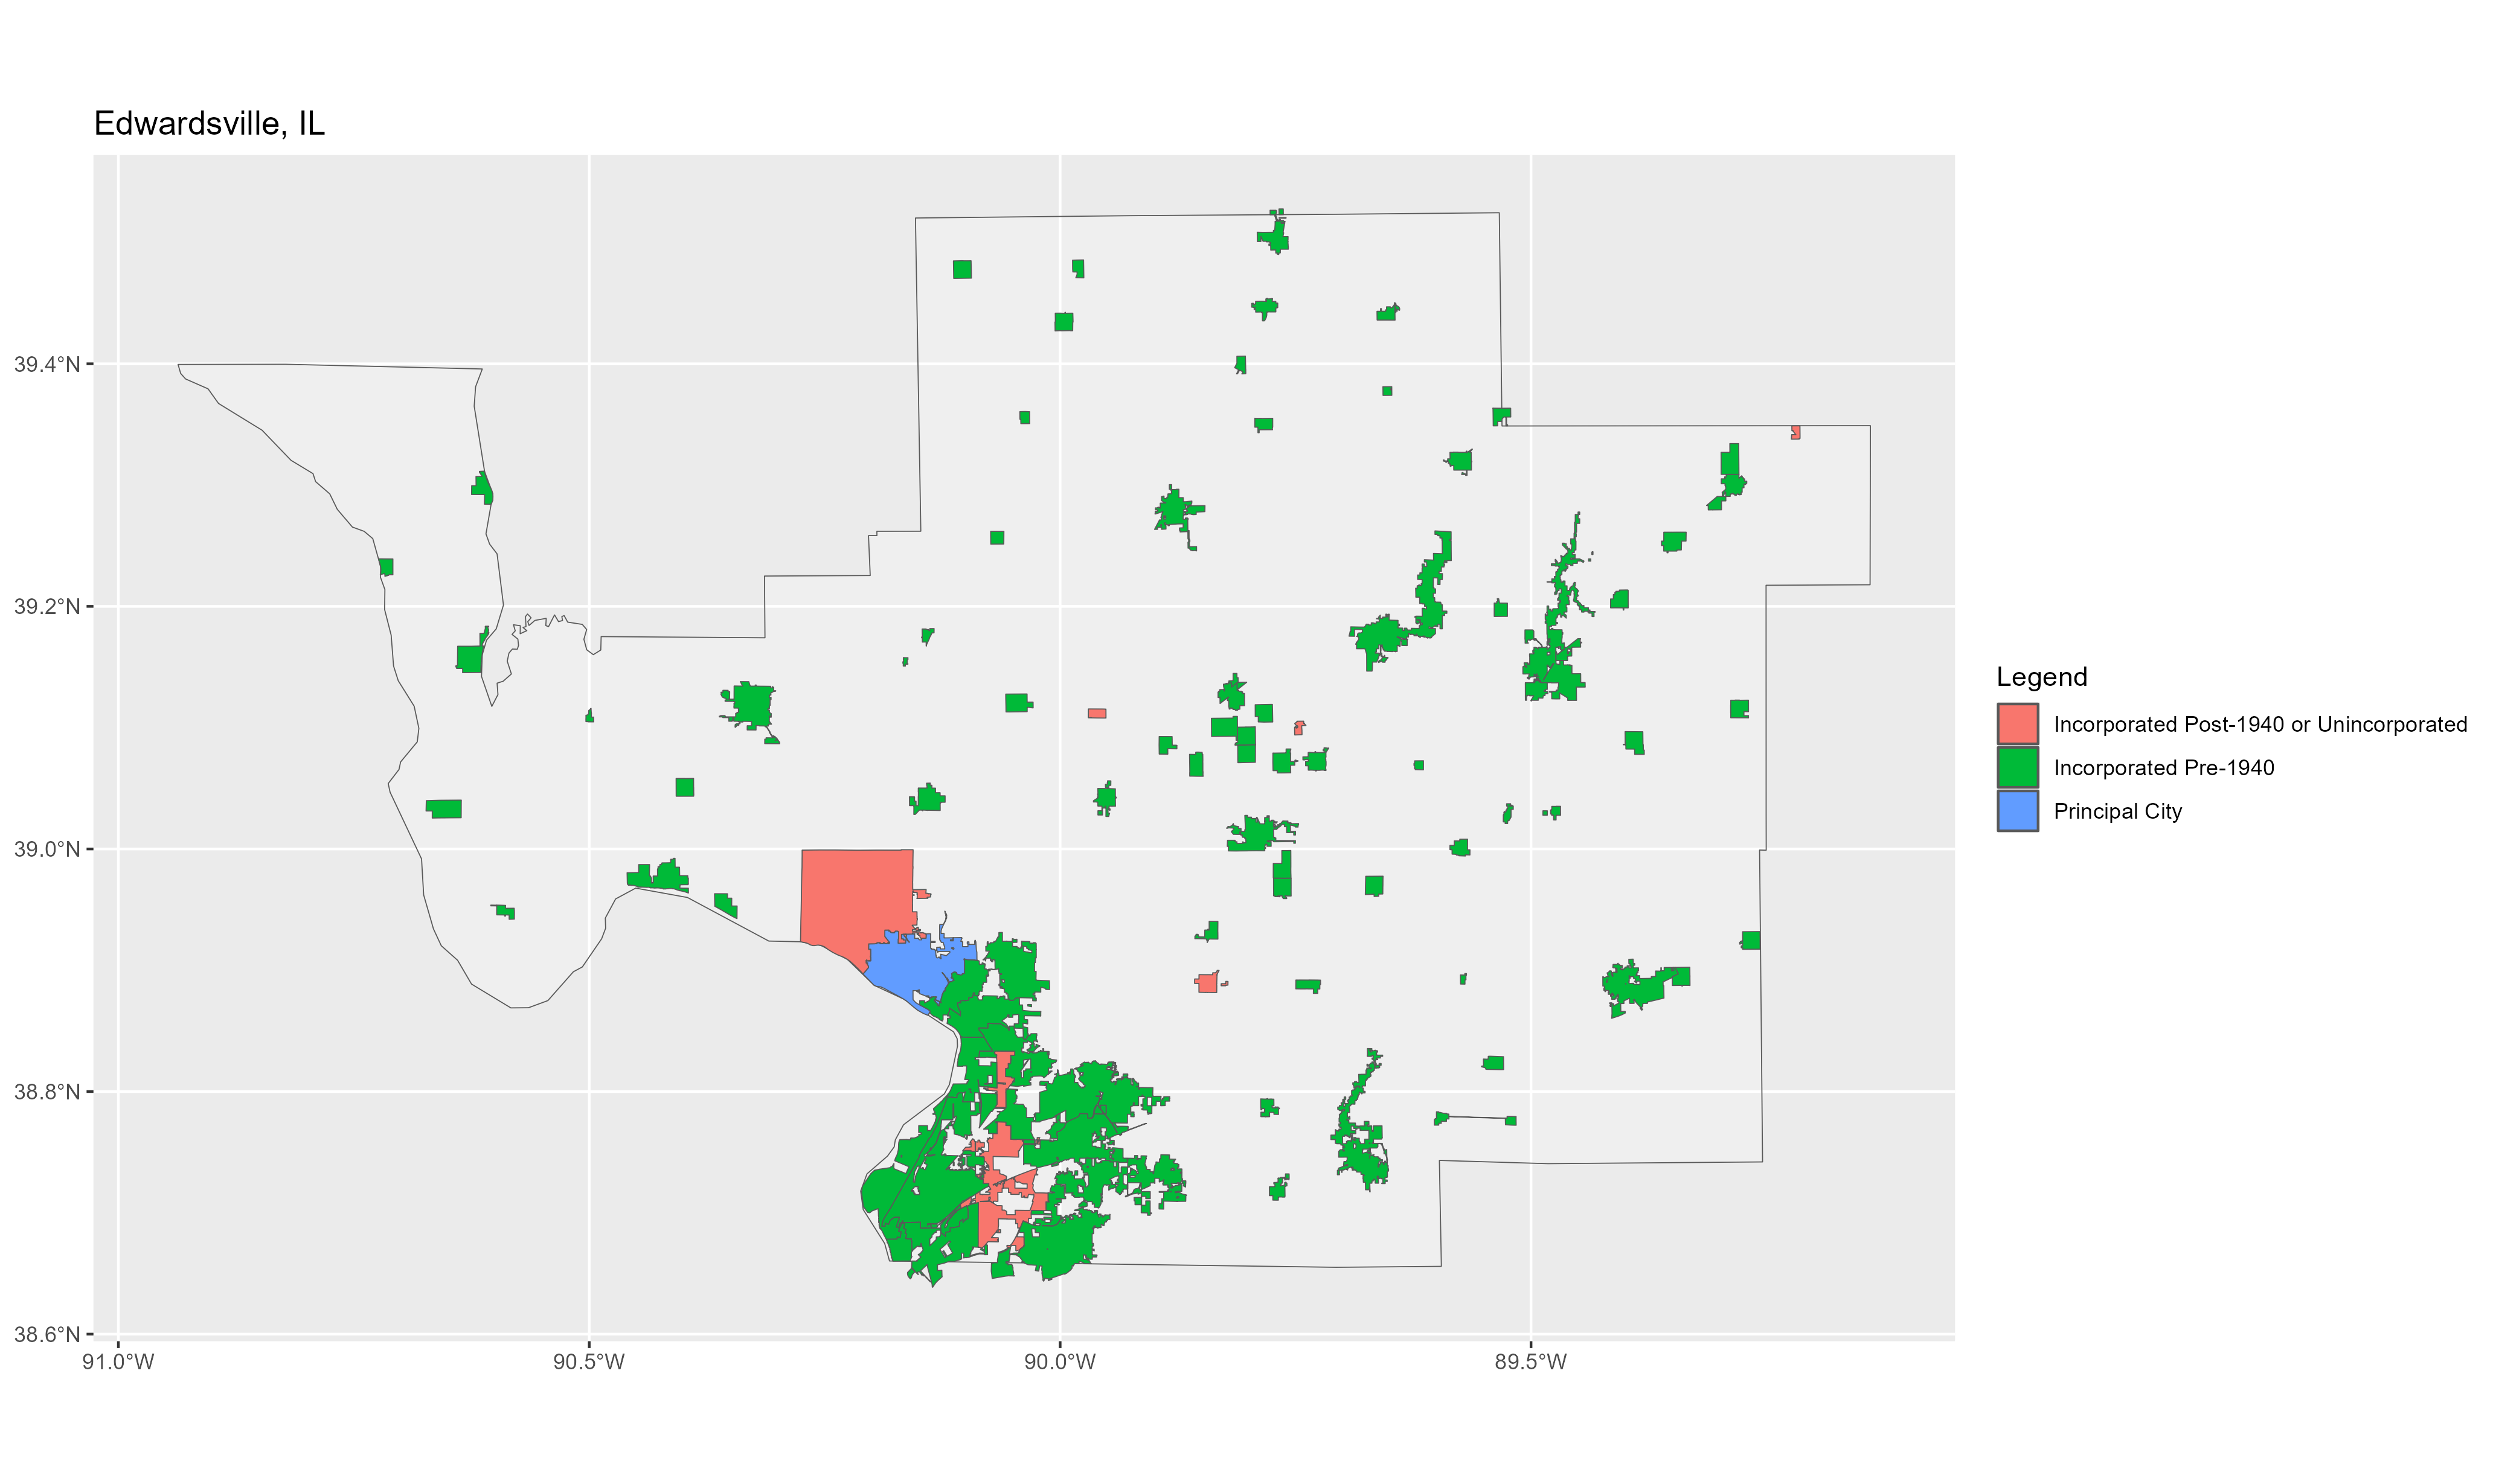 Edwardsville, IL
39.4°N
39.2°N
39.0°N
38.8°N
38.6°N
91.0°W
90.5°W
90.0°W
89.5°W
Legend
Incorporated Post-1940 or Unincorporated
Incorporated Pre-1940
Principal City